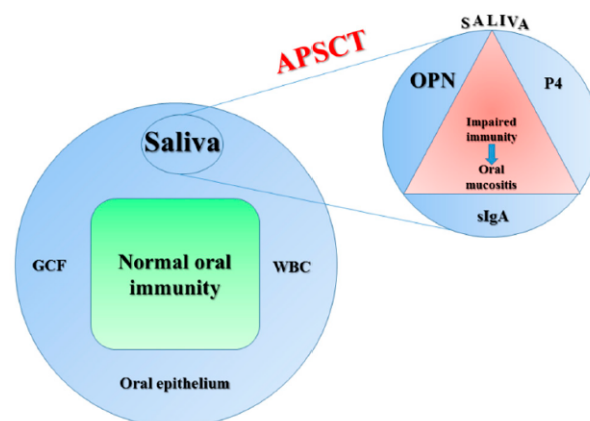 SALIVA
APSCT
OPN
P4
Impaired
immunity
Oral
mucositis
sIgA
Saliva
GCF
Normal oral
immunity
WBC
Oral epithelium